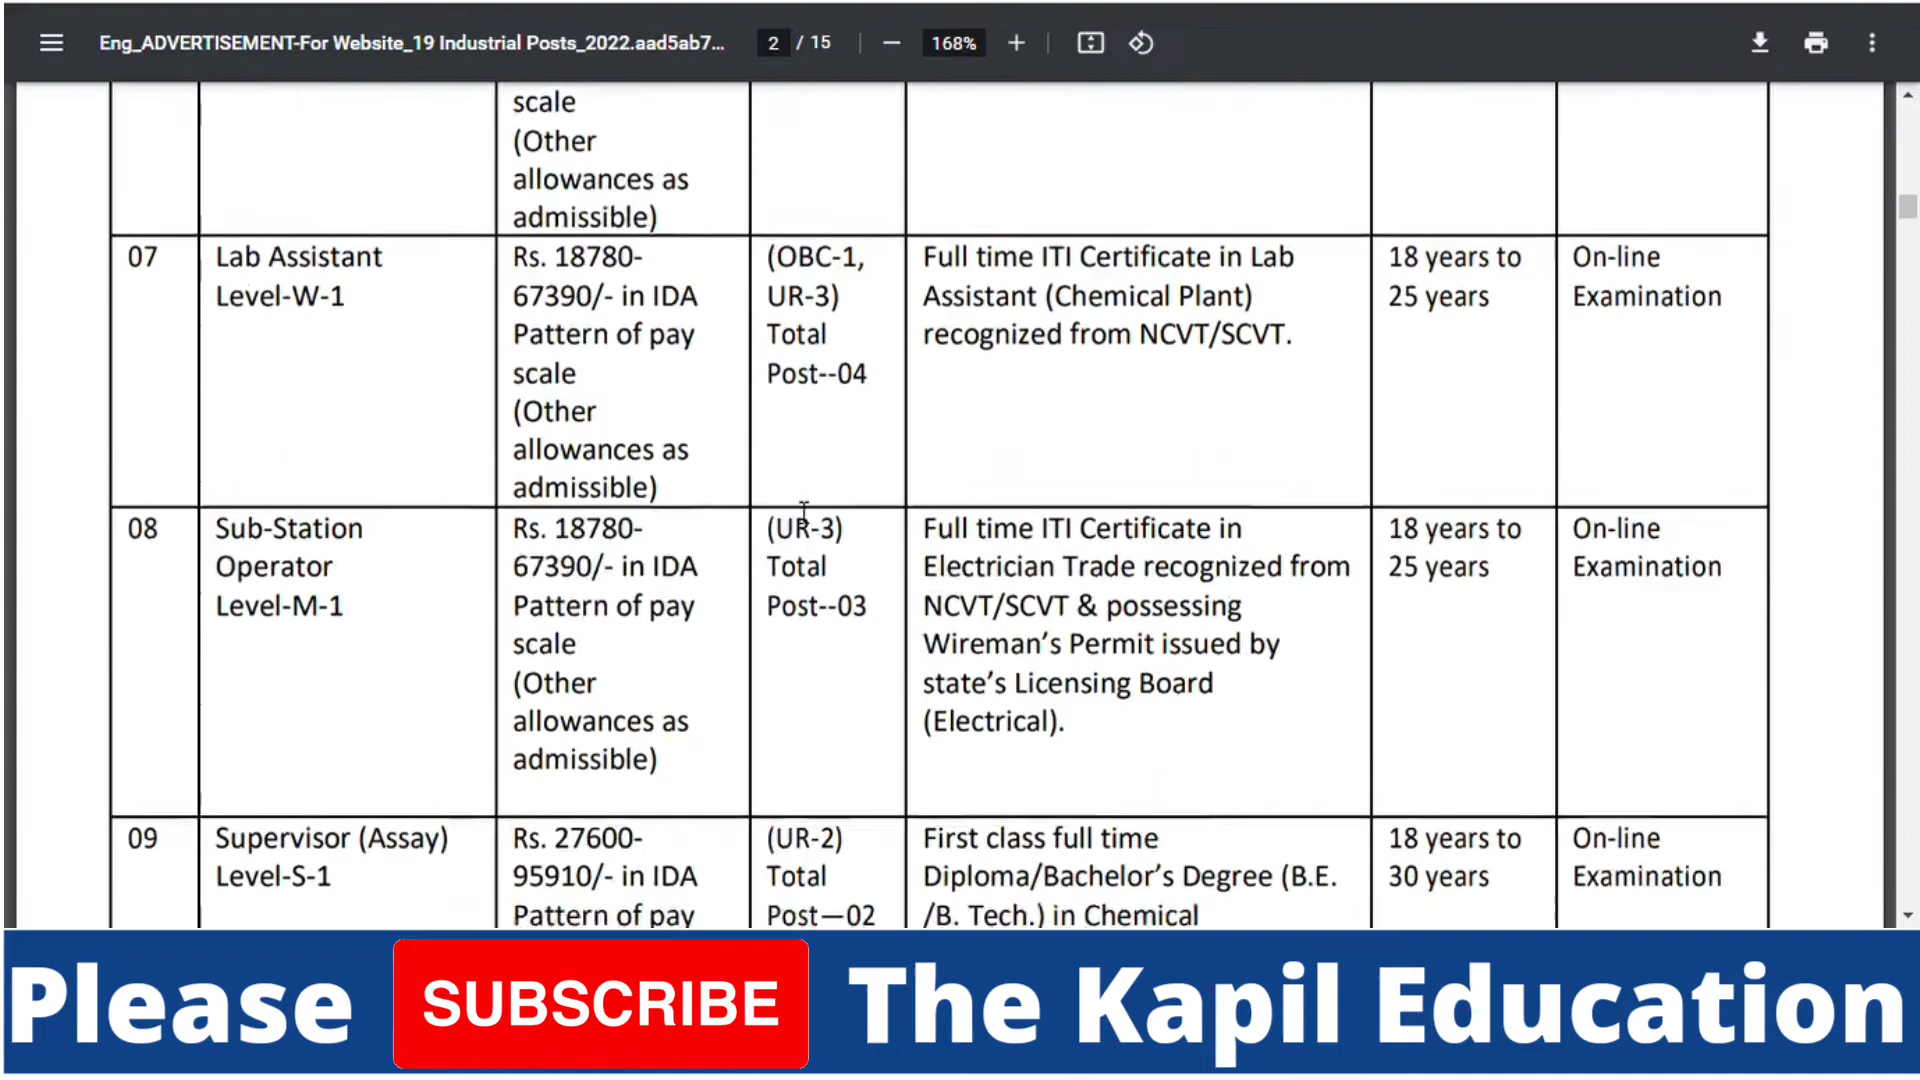 Eng_ADVERTISEMENT-For Website_19 Industrial Posts_2022.aad5ab7...
2 / 15
168%
scale
(Other
allowances as
admissible)
07
Lab Assistant
Level-W-1
Rs. 18780-
67390/- in IDA
Pattern of pay
scale
(Other
allowances as
admissible)
(OBC-1,
UR-3)
Total
Post--04
Full time ITI Certificate in Lab
Assistant (Chemical Plant)
recognized from NCVT/SCVT.
18 years to
25 years
On-line
Examination
08
Sub-Station
Operator
Level-M-1
Rs. 18780-
67390/- in IDA
Pattern of pay
scale
(Other
allowances as
admissible)
(UR-3)
Total
Post--03
Full time ITI Certificate in
Electrician Trade recognized from
NCVT/SCVT & possessing
Wireman’s Permit issued by
state’s Licensing Board
(Electrical).
18 years to
25 years
On-line
Examination
09
Supervisor (Assay)
Level-S-1
Rs. 27600-
95910/- in IDA
Pattern of pay
(UR-2)
Total
Post—02
First class full time
Diploma/Bachelor’s Degree (B.E.
/B. Tech.) in Chemical
18 years to
30 years
On-line
Examination
Please SUBSCRIBE The Kapil Education